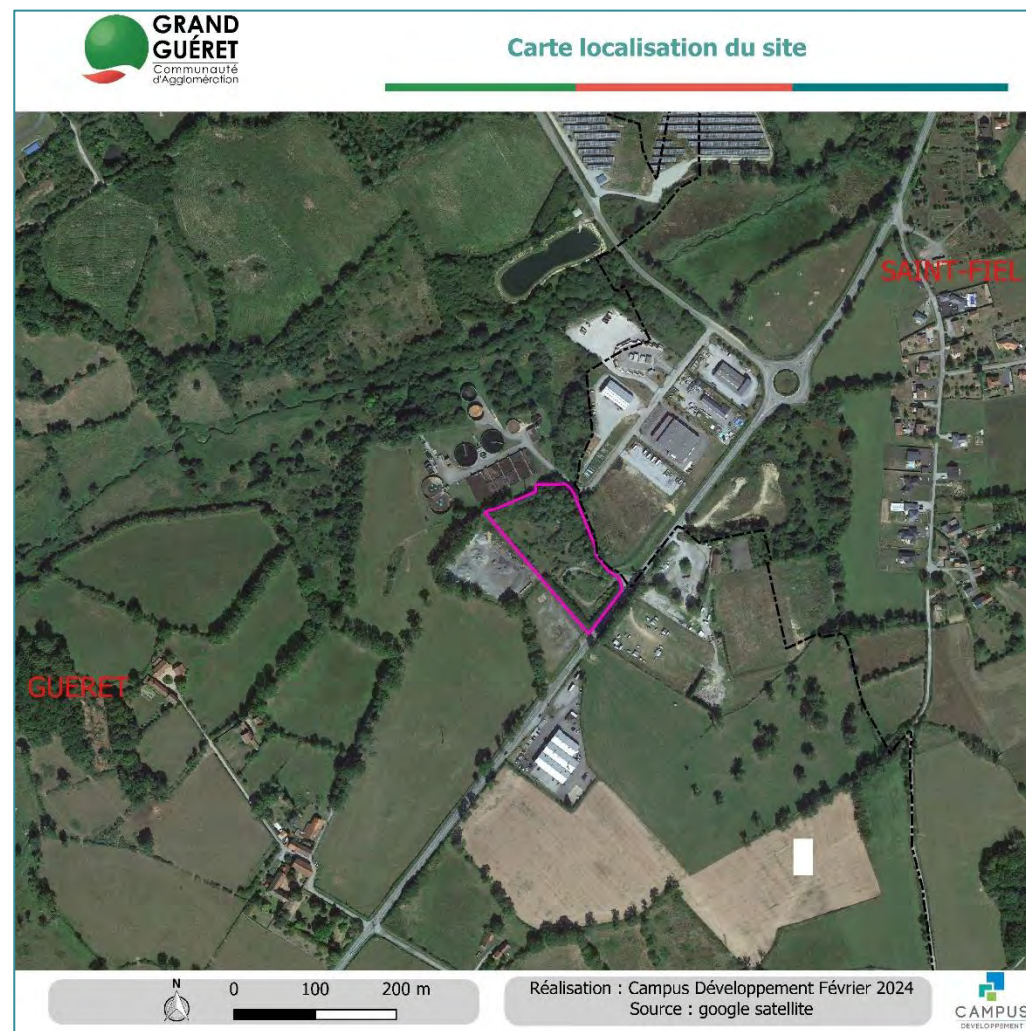 GRAND
GUÉRET
Communauté
d'Agglomération
Carte localisation du site
SAINT-FIEL
GUERET
N
0 100 200 m
Réalisation : Campus Développement Février 2024
Source : google satellite
CAMPUS
DEVELOPPEMENT